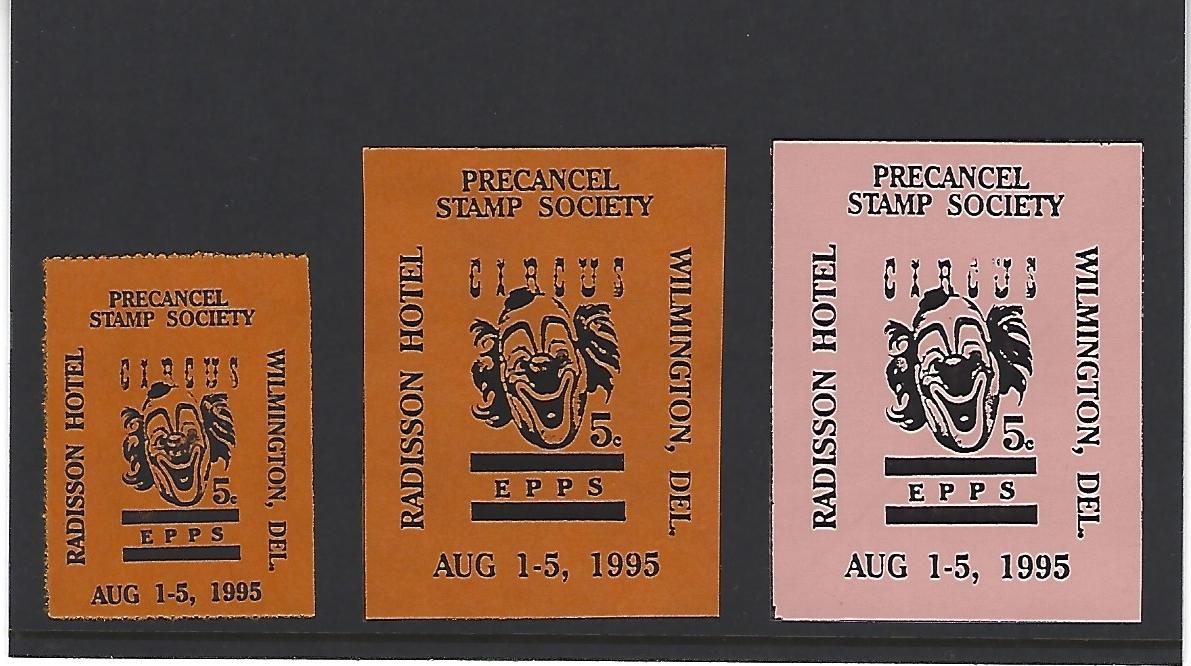 PRECANCEL
STAMP SOCIETY
RADISSON HOTEL
CIRCUS
WILMINGTON, DEL.
5c
EPPS
AUG 1-5, 1995
PRECANCEL
STAMP SOCIETY
RADISSON HOTEL
CIRCUS
WILMINGTON, DEL.
5c
EPPS
AUG 1-5, 1995
PRECANCEL
STAMP SOCIETY
RADISSON HOTEL
CIRCUS
WILMINGTON, DEL.
5c
EPPS
AUG 1-5, 1995